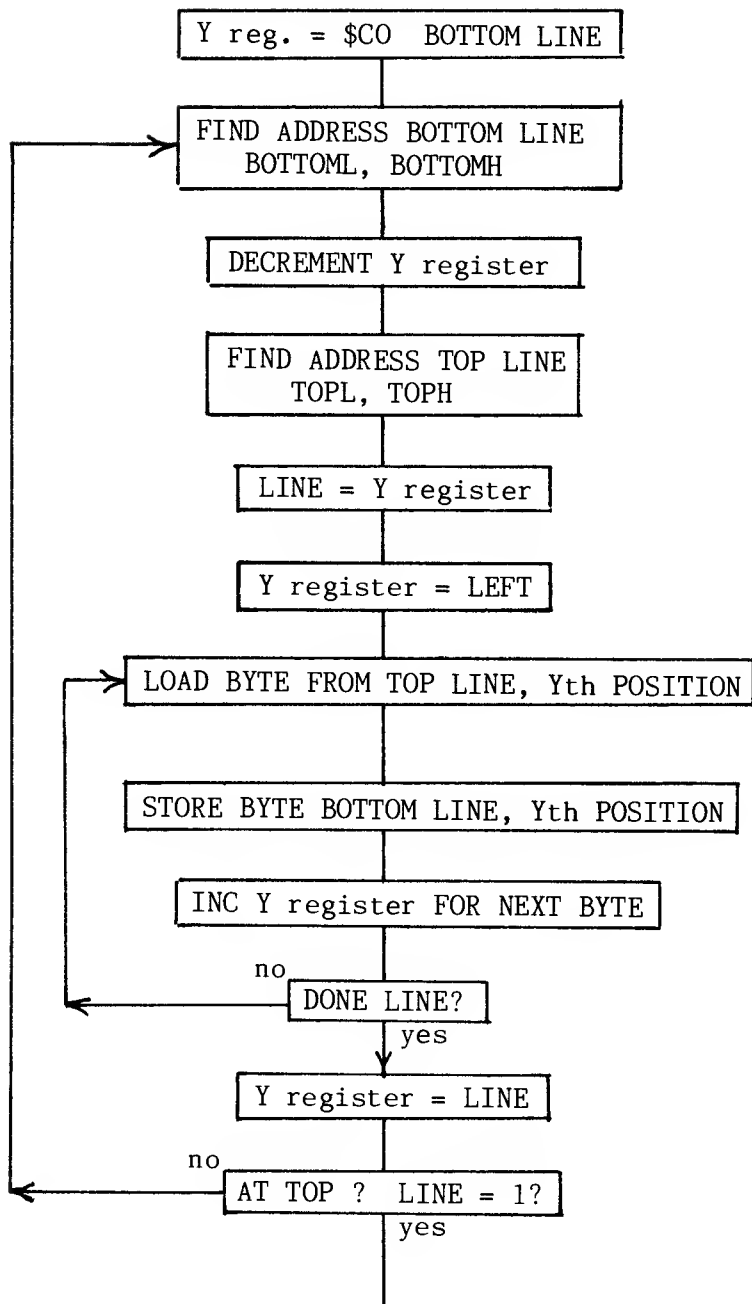 Y reg. = $CO  BOTTOM LINE
FIND ADDRESS BOTTOM LINE
BOTTOML, BOTTOMH
DECREMENT Y register
FIND ADDRESS TOP LINE
TOPL, TOPH
LINE = Y register
Y register = LEFT
LOAD BYTE FROM TOP LINE, Yth POSITION
STORE BYTE BOTTOM LINE, Yth POSITION
INC Y register FOR NEXT BYTE
no
DONE LINE?
yes
Y register = LINE
no
AT TOP ?  LINE = 1?
yes